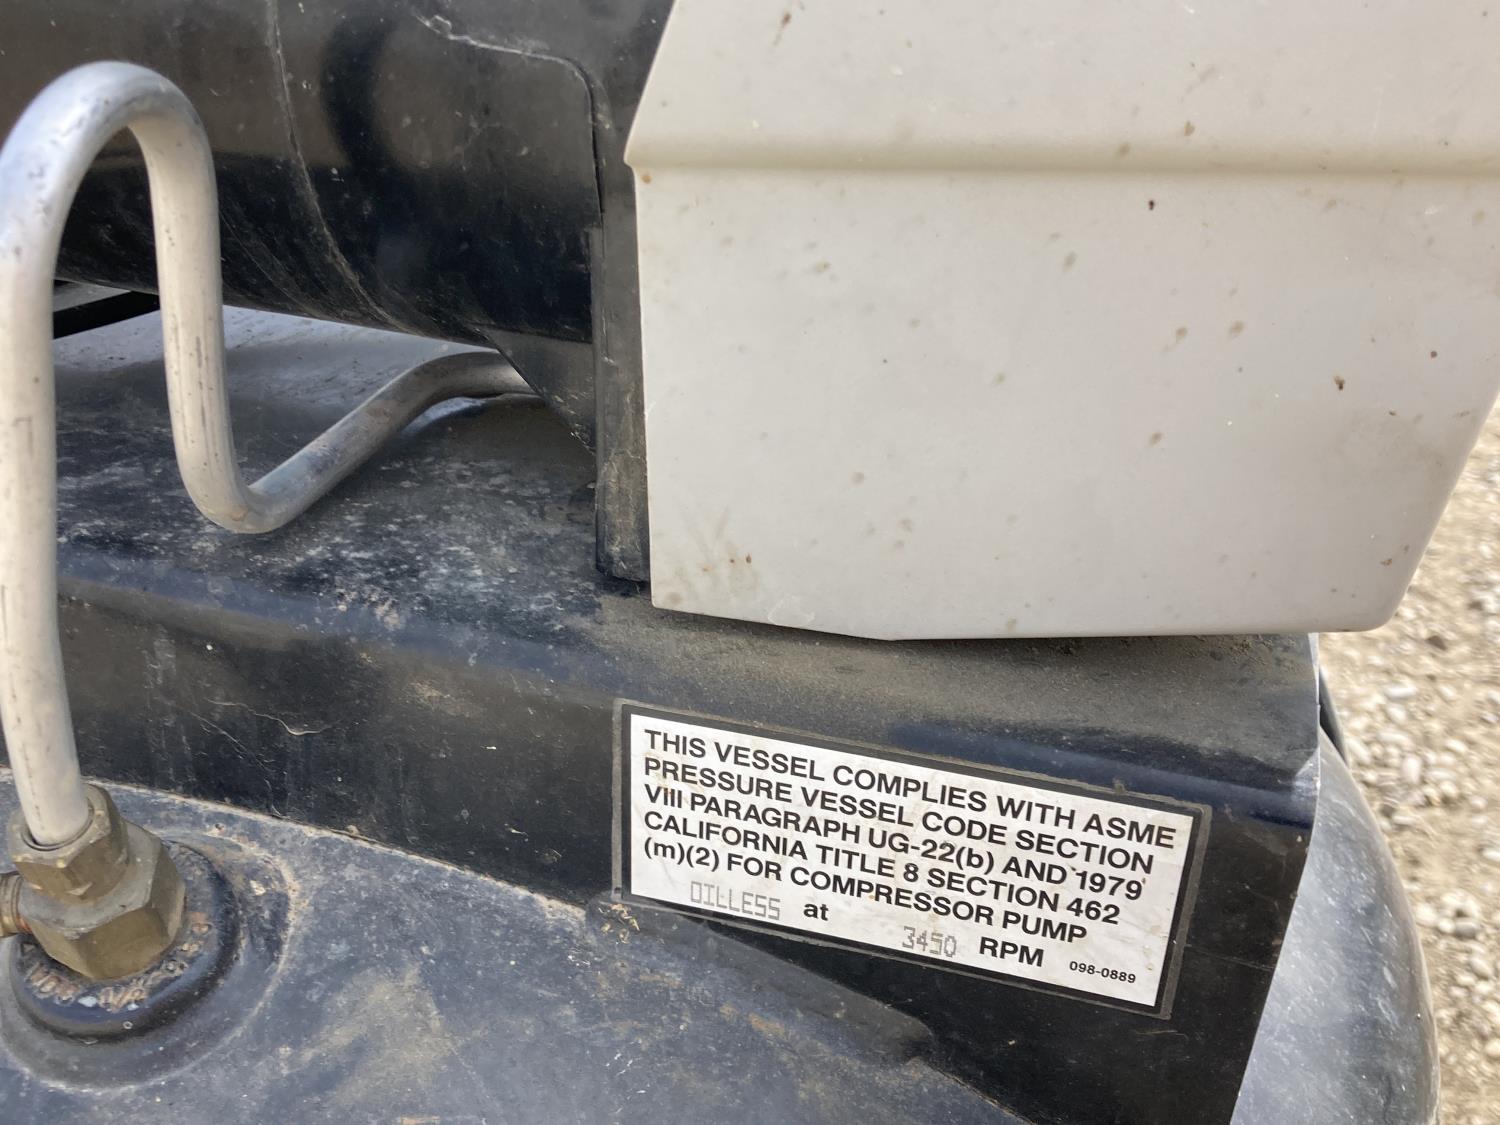 THIS VESSEL COMPLIES WITH ASME
PRESSURE VESSEL CODE SECTION
VIII PARAGRAPH UG-22(b) AND 1979
CALIFORNIA TITLE 8 SECTION 462
(m)(2) FOR COMPRESSOR PUMP
OILLESS at 3450 RPM 098-0889